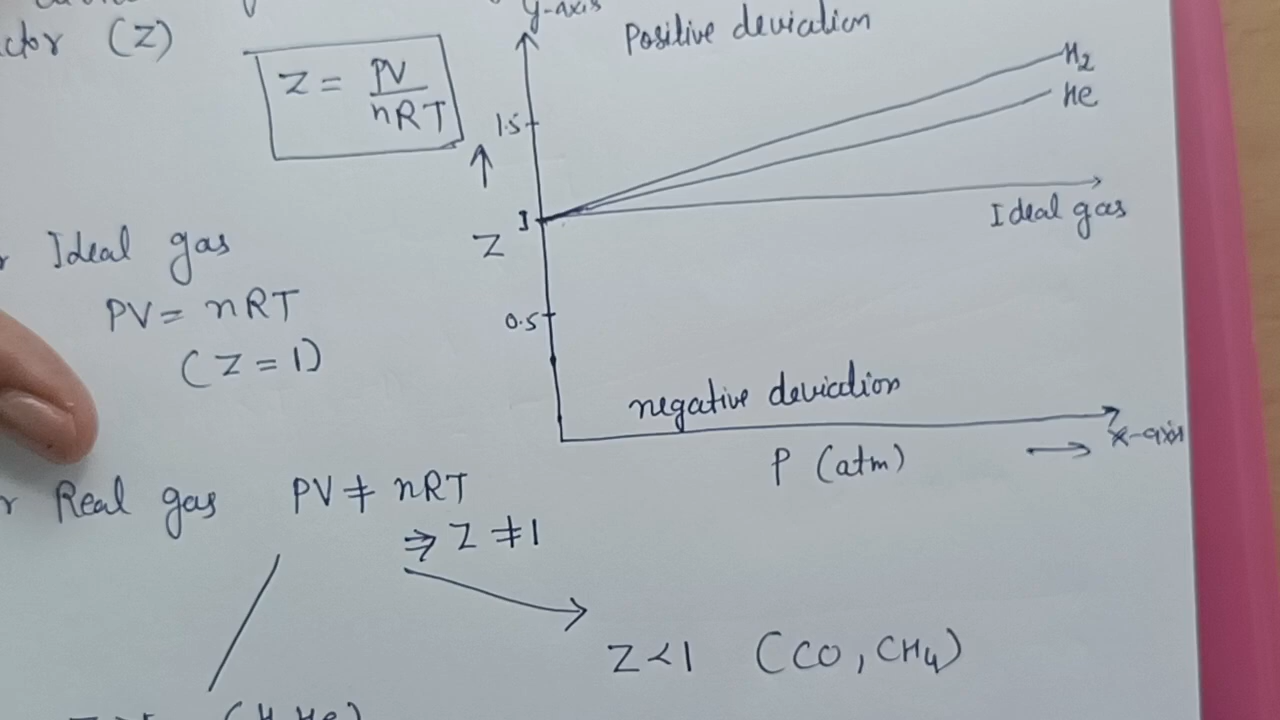 (Z)
Z = PV/nRT
y-axis
Positive deviation
H₂
He
1.5
1
Z
Ideal gas
0.5
negative deviation
x-axis
P (atm)
Ideal gas
PV = nRT
(Z = 1)
Real gas PV ≠ nRT
⇒ Z ≠ 1
Z < 1 (CO, CH₄)